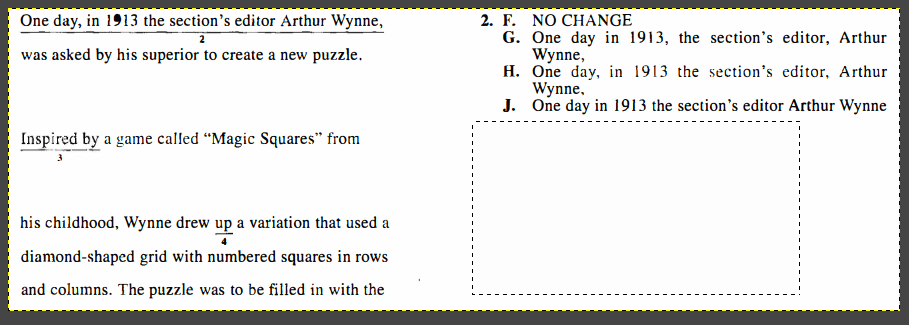 One day, in 1913 the section's editor Arthur Wynne,
2
was asked by his superior to create a new puzzle.
Inspired by a game called “Magic Squares” from
3
his childhood, Wynne drew up a variation that used a
4
diamond-shaped grid with numbered squares in rows
and columns. The puzzle was to be filled in with the
2. F. NO CHANGE
G. One day in 1913, the section's editor, Arthur
Wynne,
H. One day, in 1913 the section's editor, Arthur
Wynne,
J. One day in 1913 the section's editor Arthur Wynne